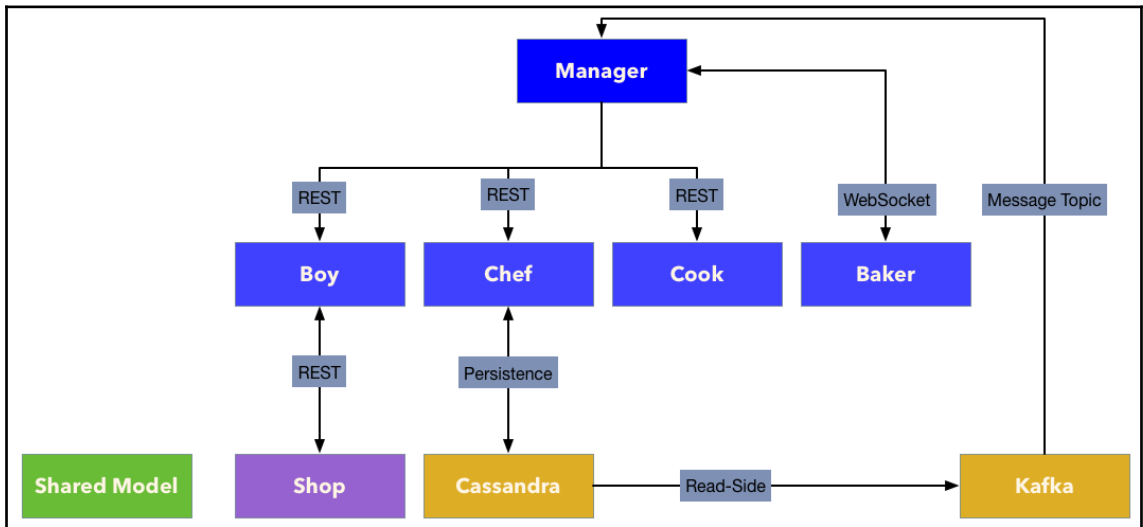 Manager
REST
REST
REST
WebSocket
Message Topic
Boy
Chef
Cook
Baker
REST
Persistence
Shared Model
Shop
Cassandra
Read-Side
Kafka